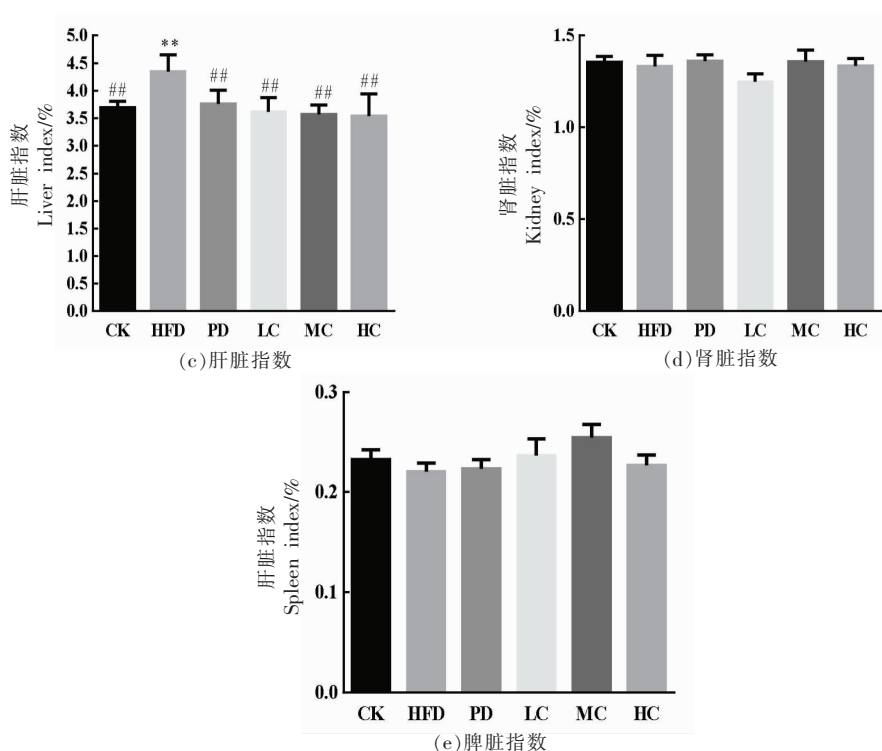 肝脏指数
Liver index/%
5.0
4.5
4.0
3.5
3.0
2.5
2.0
1.5
1.0
0.5
0.0
## ** ## ## ## ##
CK HFD PD LC MC HC
(c)肝脏指数
肾脏指数
Kidney index/%
1.5
1.0
0.5
0.0
CK HFD PD LC MC HC
(d)肾脏指数
肝脏指数
Spleen index/%
0.3
0.2
0.1
0.0
CK HFD PD LC MC HC
(e)脾脏指数